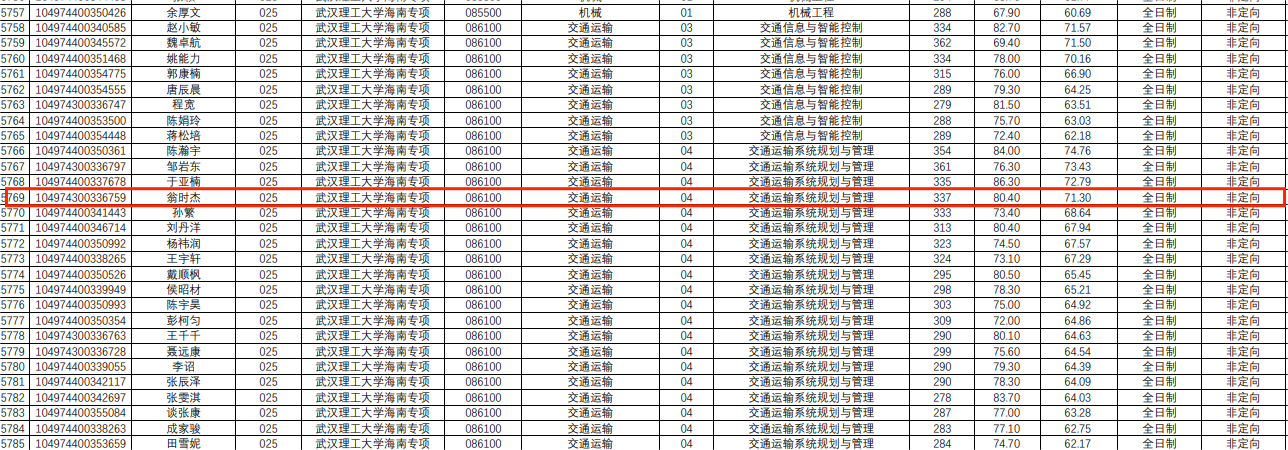 5757 104974400350426 余厚文 025 武汉理工大学海南专项 085500 机械 01 机械工程 288 67.90 60.69 全日制 非定向
5758 104974400340585 赵小敏 025 武汉理工大学海南专项 086100 交通运输 03 交通信息与智能控制 334 82.70 71.57 全日制 非定向
5759 104974400345572 魏卓航 025 武汉理工大学海南专项 086100 交通运输 03 交通信息与智能控制 362 69.40 71.50 全日制 非定向
5760 104974400351468 姚能力 025 武汉理工大学海南专项 086100 交通运输 03 交通信息与智能控制 334 78.00 70.16 全日制 非定向
5761 104974400354775 郭康楠 025 武汉理工大学海南专项 086100 交通运输 03 交通信息与智能控制 315 76.00 66.90 全日制 非定向
5762 104974400354555 唐辰晨 025 武汉理工大学海南专项 086100 交通运输 03 交通信息与智能控制 289 79.30 64.25 全日制 非定向
5763 104974300336747 程宽 025 武汉理工大学海南专项 086100 交通运输 03 交通信息与智能控制 279 81.50 63.51 全日制 非定向
5764 104974400353500 陈娟玲 025 武汉理工大学海南专项 086100 交通运输 03 交通信息与智能控制 288 75.70 63.03 全日制 非定向
5765 104974400354448 蒋松培 025 武汉理工大学海南专项 086100 交通运输 03 交通信息与智能控制 289 72.40 62.18 全日制 非定向
5766 104974400350361 陈瀚宇 025 武汉理工大学海南专项 086100 交通运输 04 交通运输系统规划与管理 354 84.00 74.76 全日制 非定向
5767 104974300336797 邹岩东 025 武汉理工大学海南专项 086100 交通运输 04 交通运输系统规划与管理 361 76.30 73.43 全日制 非定向
5768 104974400337678 于亚楠 025 武汉理工大学海南专项 086100 交通运输 04 交通运输系统规划与管理 335 86.30 72.79 全日制 非定向
5769 104974300336759 翁时杰 025 武汉理工大学海南专项 086100 交通运输 04 交通运输系统规划与管理 337 80.40 71.30 全日制 非定向
5770 104974400341443 孙繁 025 武汉理工大学海南专项 086100 交通运输 04 交通运输系统规划与管理 333 73.40 68.64 全日制 非定向
5771 104974400346714 刘丹洋 025 武汉理工大学海南专项 086100 交通运输 04 交通运输系统规划与管理 313 80.40 67.94 全日制 非定向
5772 104974400350992 杨祎润 025 武汉理工大学海南专项 086100 交通运输 04 交通运输系统规划与管理 323 74.50 67.57 全日制 非定向
5773 104974400338265 王宇轩 025 武汉理工大学海南专项 086100 交通运输 04 交通运输系统规划与管理 324 73.10 67.29 全日制 非定向
5774 104974400350526 戴顺枫 025 武汉理工大学海南专项 086100 交通运输 04 交通运输系统规划与管理 295 80.50 65.45 全日制 非定向
5775 104974400339949 侯昭材 025 武汉理工大学海南专项 086100 交通运输 04 交通运输系统规划与管理 298 78.30 65.21 全日制 非定向
5776 104974400350993 陈宇昊 025 武汉理工大学海南专项 086100 交通运输 04 交通运输系统规划与管理 303 75.00 64.92 全日制 非定向
5777 104974400350354 彭柯匀 025 武汉理工大学海南专项 086100 交通运输 04 交通运输系统规划与管理 309 72.00 64.86 全日制 非定向
5778 104974300336763 王千千 025 武汉理工大学海南专项 086100 交通运输 04 交通运输系统规划与管理 290 80.10 64.63 全日制 非定向
5779 104974300336728 聂远康 025 武汉理工大学海南专项 086100 交通运输 04 交通运输系统规划与管理 299 75.60 64.54 全日制 非定向
5780 104974400339055 李诏 025 武汉理工大学海南专项 086100 交通运输 04 交通运输系统规划与管理 290 79.30 64.39 全日制 非定向
5781 104974400342117 张辰泽 025 武汉理工大学海南专项 086100 交通运输 04 交通运输系统规划与管理 290 78.30 64.09 全日制 非定向
5782 104974400342697 张雯淇 025 武汉理工大学海南专项 086100 交通运输 04 交通运输系统规划与管理 278 83.70 64.03 全日制 非定向
5783 104974400355084 谈张康 025 武汉理工大学海南专项 086100 交通运输 04 交通运输系统规划与管理 287 77.00 63.28 全日制 非定向
5784 104974400338263 成家骏 025 武汉理工大学海南专项 086100 交通运输 04 交通运输系统规划与管理 283 77.10 62.75 全日制 非定向
5785 104974400353659 田雪妮 025 武汉理工大学海南专项 086100 交通运输 04 交通运输系统规划与管理 284 74.70 62.17 全日制 非定向